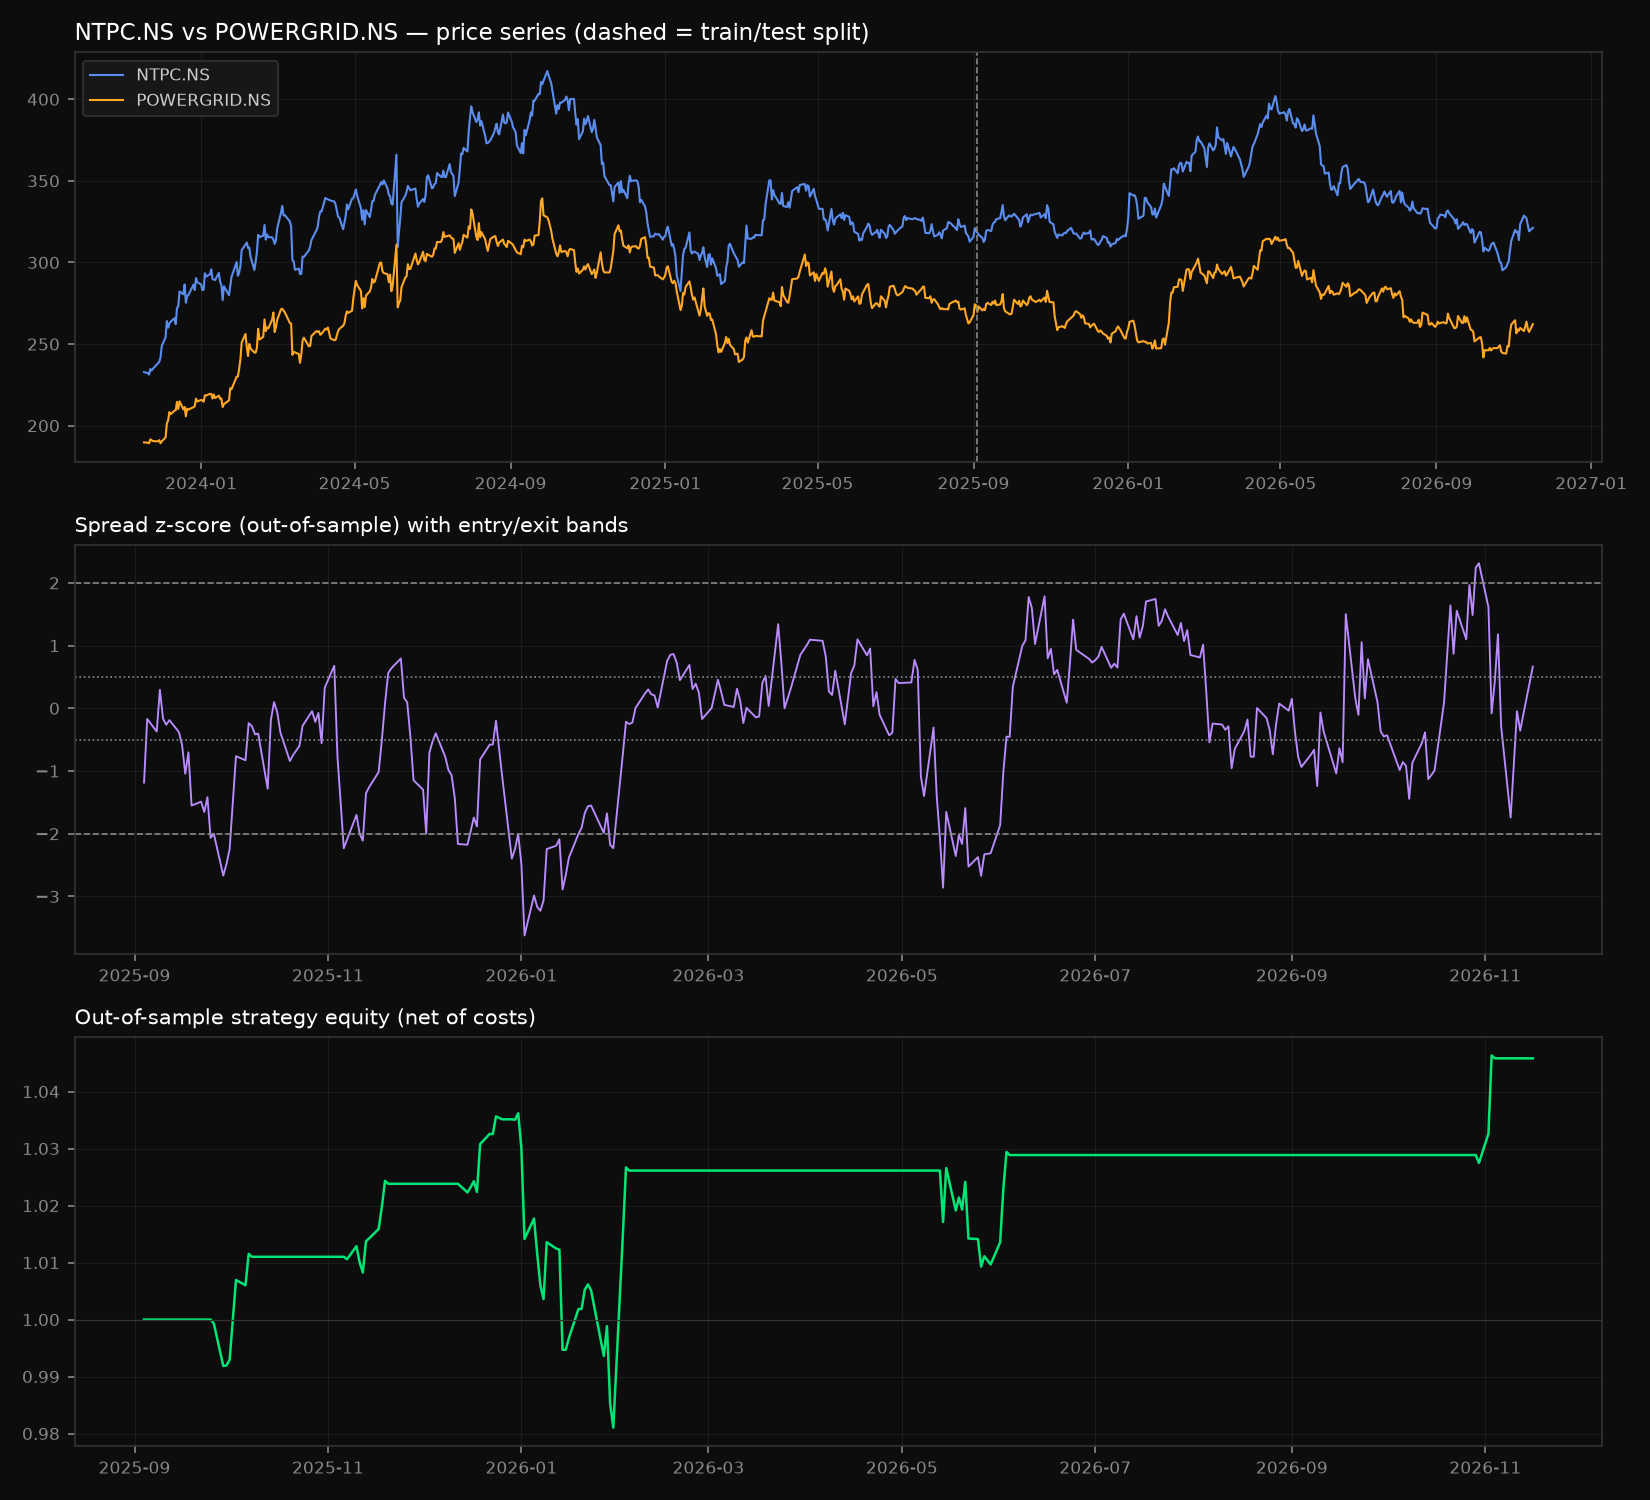 NTPC.NS vs POWERGRID.NS — price series (dashed = train/test split)
NTPC.NS
POWERGRID.NS
400
350
300
250
200
2024-01 2024-05 2024-09 2025-01 2025-05 2025-09 2026-01 2026-05 2026-09 2027-01
Spread z-score (out-of-sample) with entry/exit bands
2
1
0
−1
−2
−3
2025-09 2025-11 2026-01 2026-03 2026-05 2026-07 2026-09 2026-11
Out-of-sample strategy equity (net of costs)
1.04
1.03
1.02
1.01
1.00
0.99
0.98
2025-09 2025-11 2026-01 2026-03 2026-05 2026-07 2026-09 2026-11